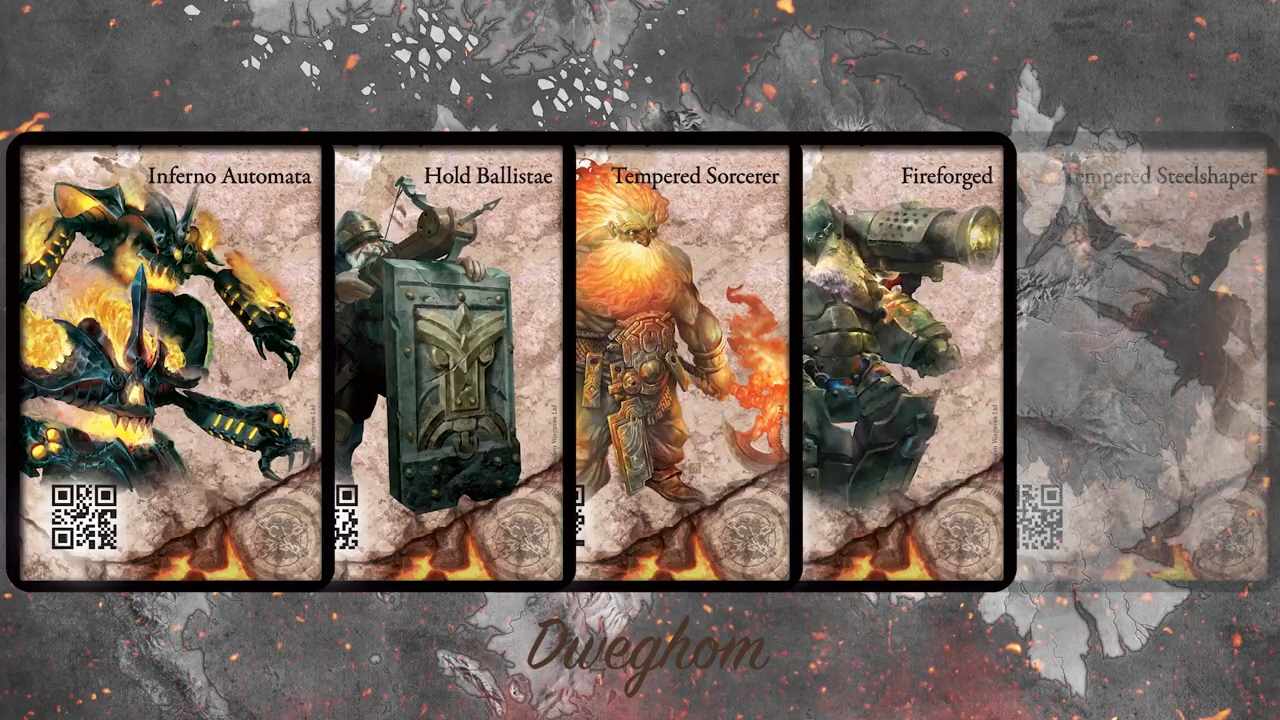 Inferno Automata
Hold Ballistae
Tempered Sorcerer
Fireforged
Tempered Steelshaper
Dweghom